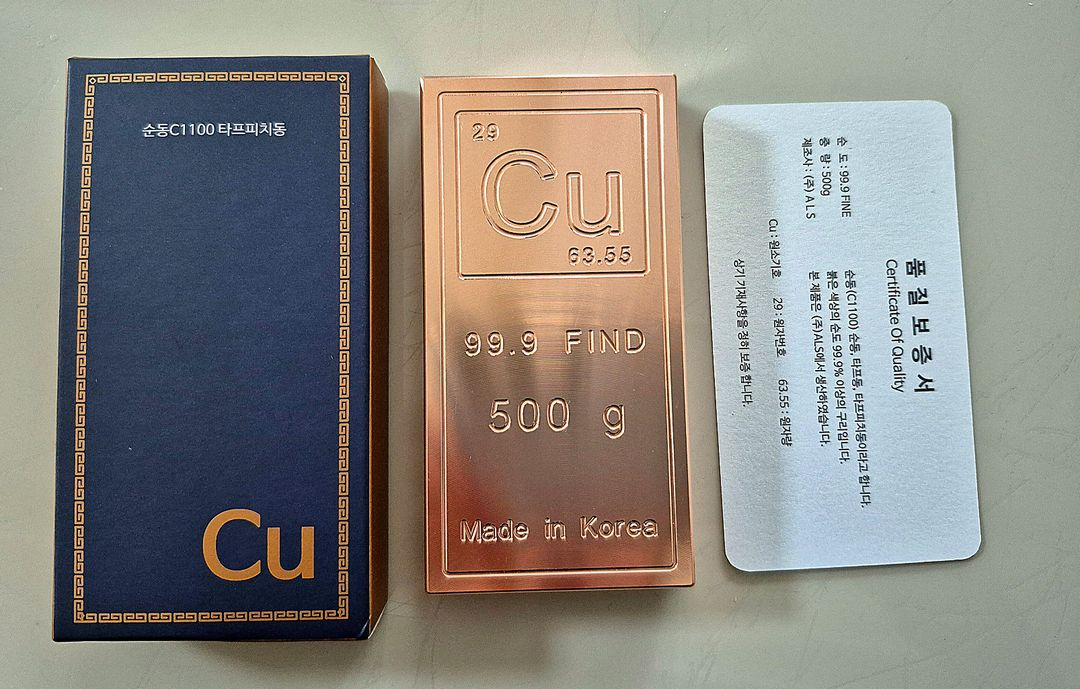 순동C1100 타프피치동
Cu
29
Cu
63.55
99.9 FIND
500 g
Made in Korea
품질보증서
Certificate Of Quality
순 도 : 99.9 FINE
중 량 : 500g
제조사 : (주) A L S
순동(C1100) 순동, 타프동, 타프피치동이라고 합니다.
붉은 색상의 순도 99.9% 이상의 구리입니다.
본 제품은 (주)ALS에서 생산하였습니다.
Cu : 원소기호 29 : 원자번호 63.55 : 원자량
상기 기재사항을 정히 보증 합니다.